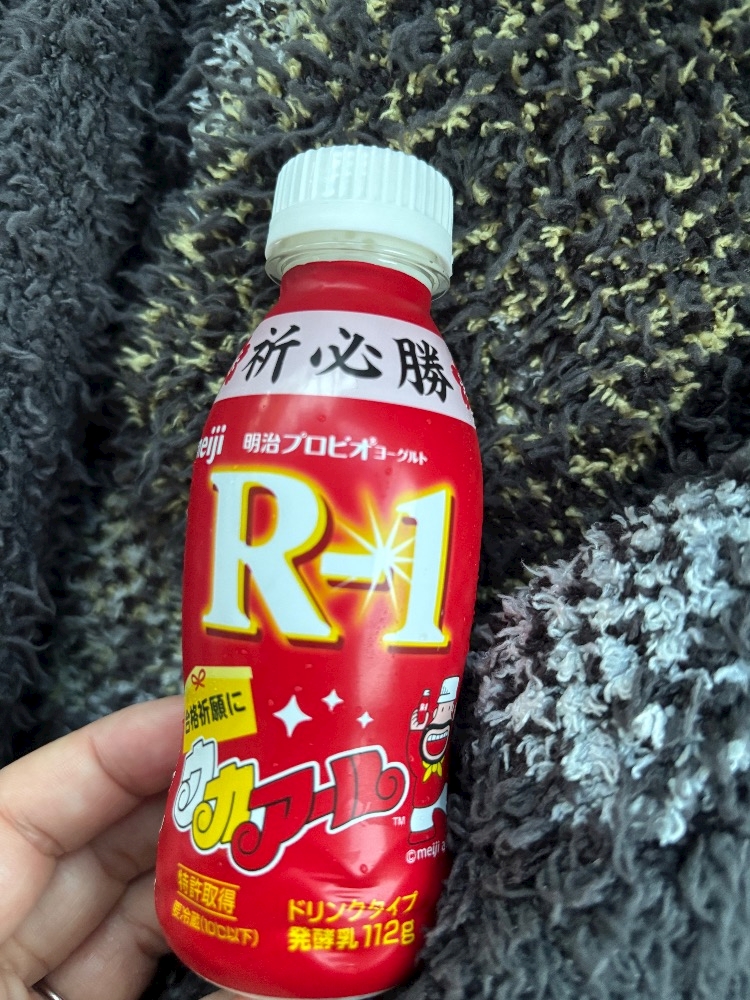 祈必勝
meiji 明治プロビオヨーグルト
R-1
合格祈願に
ウカアール
TM
©meiji
特許取得
要冷蔵(10℃以下)
ドリンクタイプ
発酵乳 112g